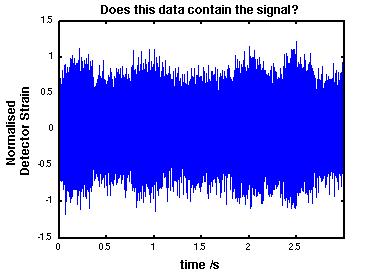 Does this data contain the signal?
1.5
1
0.5
0
-0.5
-1
-1.5
Normalised
Detector Strain
0 0.5 1 1.5 2 2.5
time /s